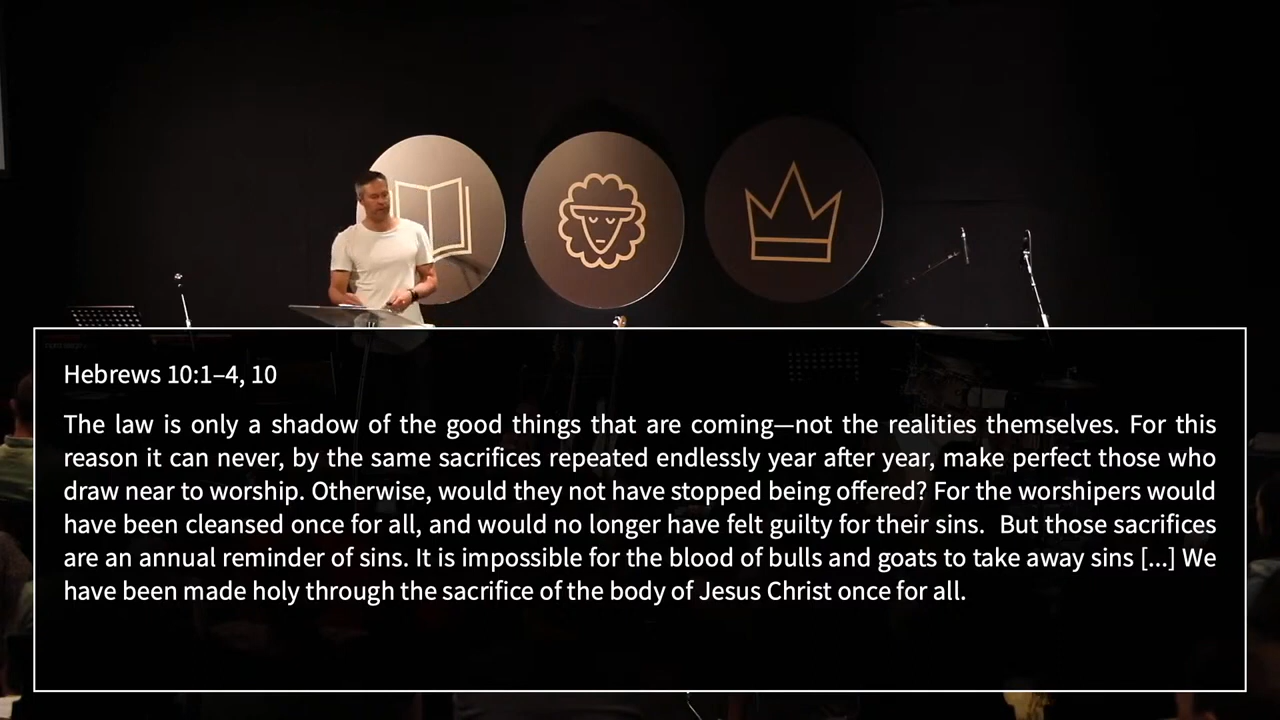 Hebrews 10:1–4, 10
The law is only a shadow of the good things that are coming—not the realities themselves. For this
reason it can never, by the same sacrifices repeated endlessly year after year, make perfect those who
draw near to worship. Otherwise, would they not have stopped being offered? For the worshipers would
have been cleansed once for all, and would no longer have felt guilty for their sins.  But those sacrifices
are an annual reminder of sins. It is impossible for the blood of bulls and goats to take away sins [...] We
have been made holy through the sacrifice of the body of Jesus Christ once for all.